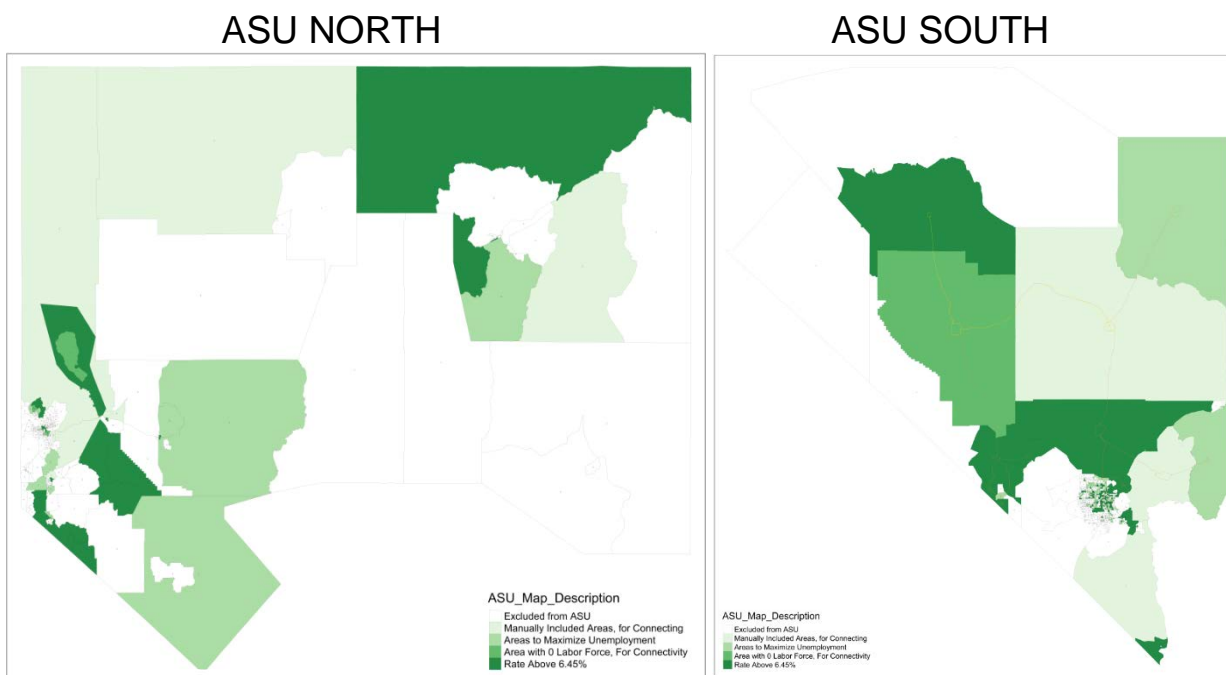 ASU NORTH
ASU SOUTH
ASU_Map_Description
Excluded from ASU
Manually Included Areas, for Connecting
Areas to Maximize Unemployment
Area with 0 Labor Force, For Connectivity
Rate Above 6.45%
ASU_Map_Description
Excluded from ASU
Manually Included Areas, for Connecting
Areas to Maximize Unemployment
Area with 0 Labor Force, For Connectivity
Rate Above 6.45%